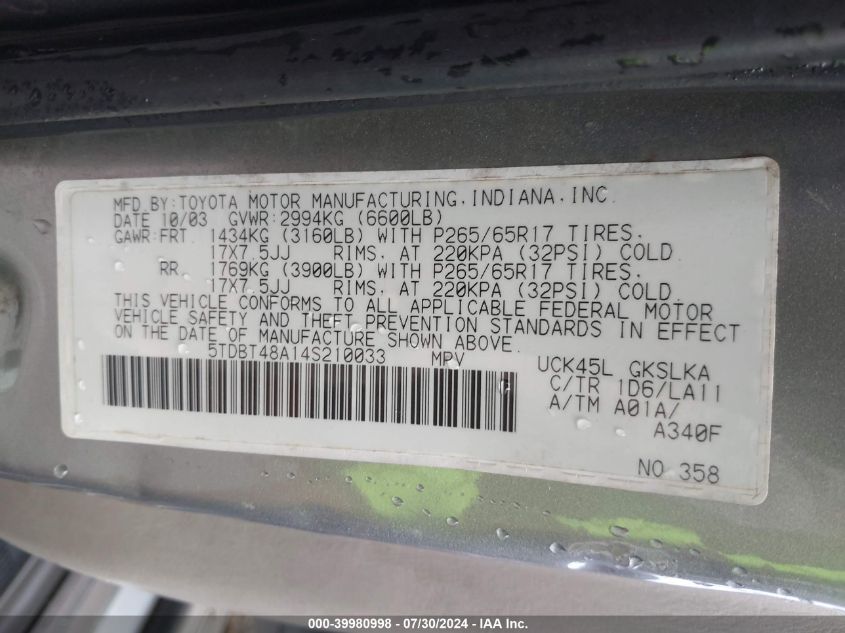 MFD BY:TOYOTA MOTOR MANUFACTURING, INDIANA, INC.
DATE 10/03 GVWR:2994KG (6600LB)
GAWR:FRT 1434KG (3160LB) WITH P265/65R17 TIRES,
17X7.5JJ RIMS, AT 220KPA (32PSI) COLD
RR 1769KG (3900LB) WITH P265/65R17 TIRES,
17X7.5JJ RIMS, AT 220KPA (32PSI) COLD
THIS VEHICLE CONFORMS TO ALL APPLICABLE FEDERAL MOTOR
VEHICLE SAFETY AND THEFT PREVENTION STANDARDS IN EFFECT
ON THE DATE OF MANUFACTURE SHOWN ABOVE.
5TDBT48A14S210033 MPV
UCK45L GKSLKA
C/TR 1D6/LA11
A/TM A01A/
A340F
NO 358
000-39980998 / 07/30/2024 - IAA Inc.